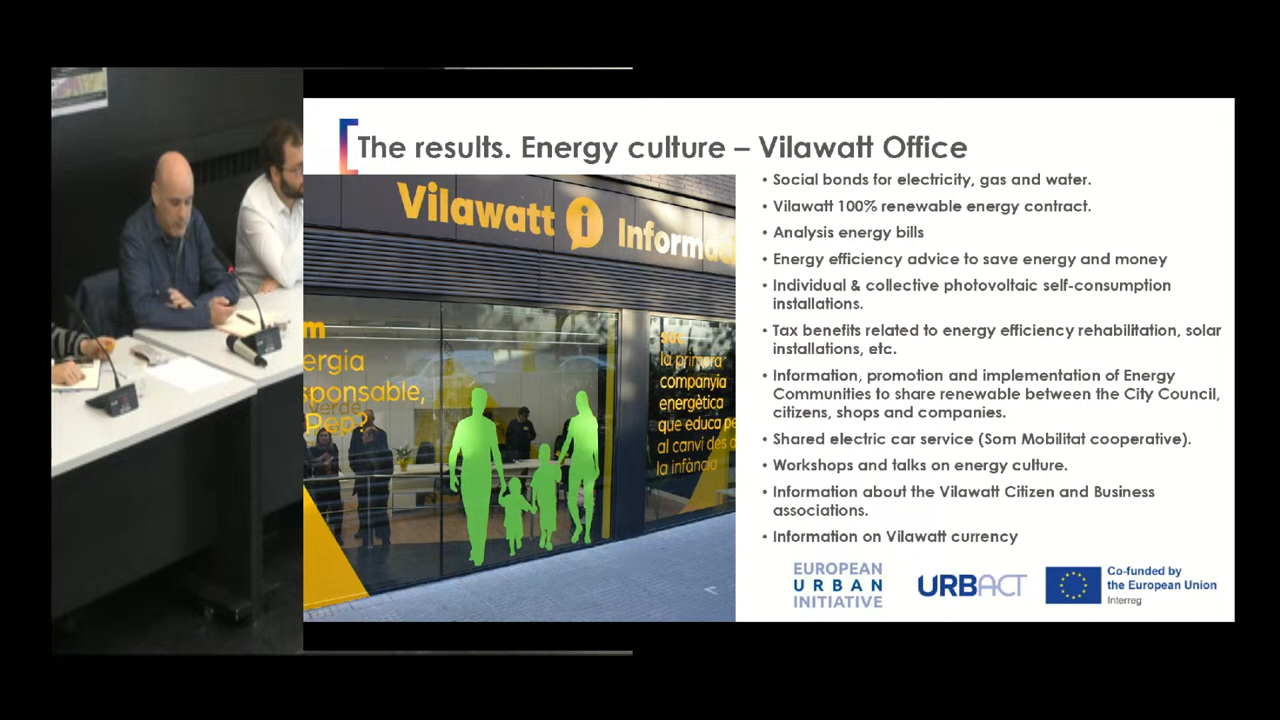 The results. Energy culture – Vilawatt Office
Vilawatt i
m
ergia
sponsable,
verde
Pep?
la primera
companyia
energètica
que educa
al canvi des
la infància
• Social bonds for electricity, gas and water.
• Vilawatt 100% renewable energy contract.
• Analysis energy bills
• Energy efficiency advice to save energy and money
• Individual & collective photovoltaic self-consumption
installations.
• Tax benefits related to energy efficiency rehabilitation, solar
installations, etc.
• Information, promotion and implementation of Energy
Communities to share renewable between the City Council,
citizens, shops and companies.
• Shared electric car service (Som Mobilitat cooperative).
• Workshops and talks on energy culture.
• Information about the Vilawatt Citizen and Business
associations.
• Information on Vilawatt currency
EUROPEAN
URBAN
INITIATIVE
URBACT
Co-funded by
the European Union
Interreg